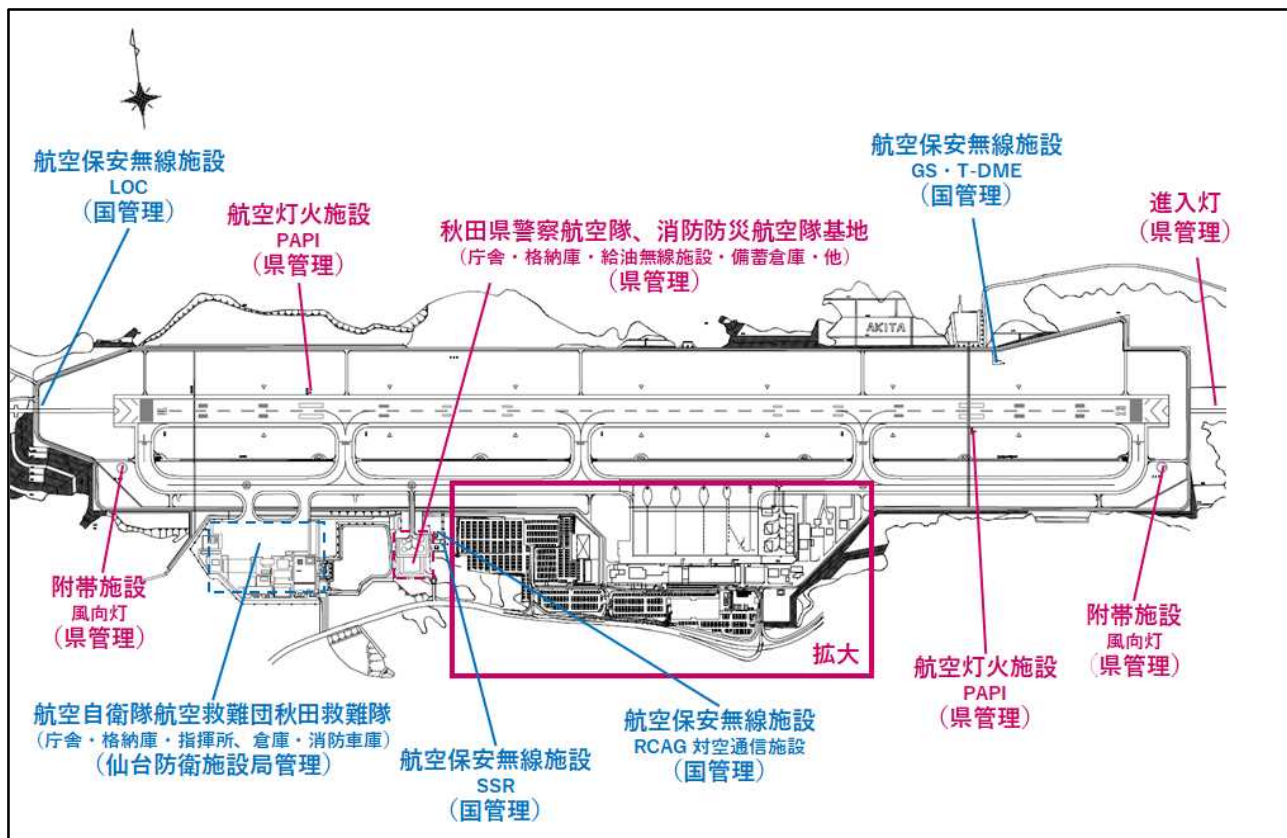 航空保安無線施設
LOC
（国管理）
航空灯火施設
PAPI
（県管理）
秋田県警察航空隊、消防防災航空隊基地
（庁舎・格納庫・給油無線施設・備蓄倉庫・他）
（県管理）
航空保安無線施設
GS・T-DME
（国管理）
進入灯
（県管理）
AKITA
附帯施設
風向灯
（県管理）
拡大
附帯施設
風向灯
（県管理）
航空灯火施設
PAPI
（県管理）
航空自衛隊航空救難団秋田救難隊
（庁舎・格納庫・指揮所、倉庫・消防車庫）
（仙台防衛施設局管理）
航空保安無線施設
SSR
（国管理）
航空保安無線施設
RCAG 対空通信施設
（国管理）